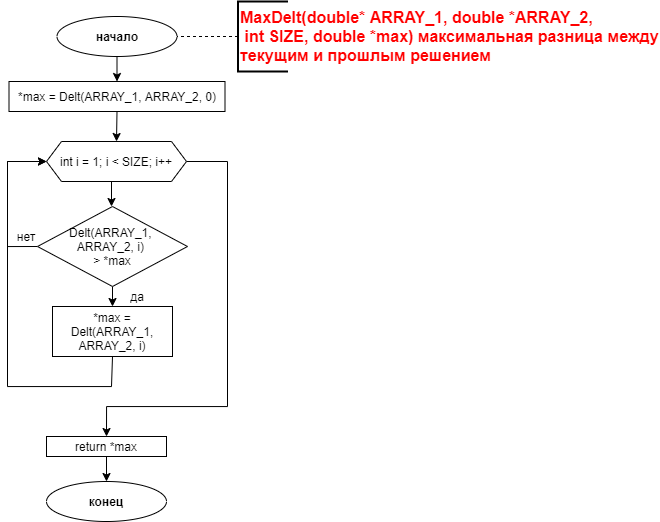 начало
MaxDelt(double* ARRAY_1, double *ARRAY_2,
int SIZE, double *max) максимальная разница между
текущим и прошлым решением
*max = Delt(ARRAY_1, ARRAY_2, 0)
int i = 1; i < SIZE; i++
нет
Delt(ARRAY_1,
ARRAY_2, i)
> *max
да
*max =
Delt(ARRAY_1,
ARRAY_2, i)
return *max
конец